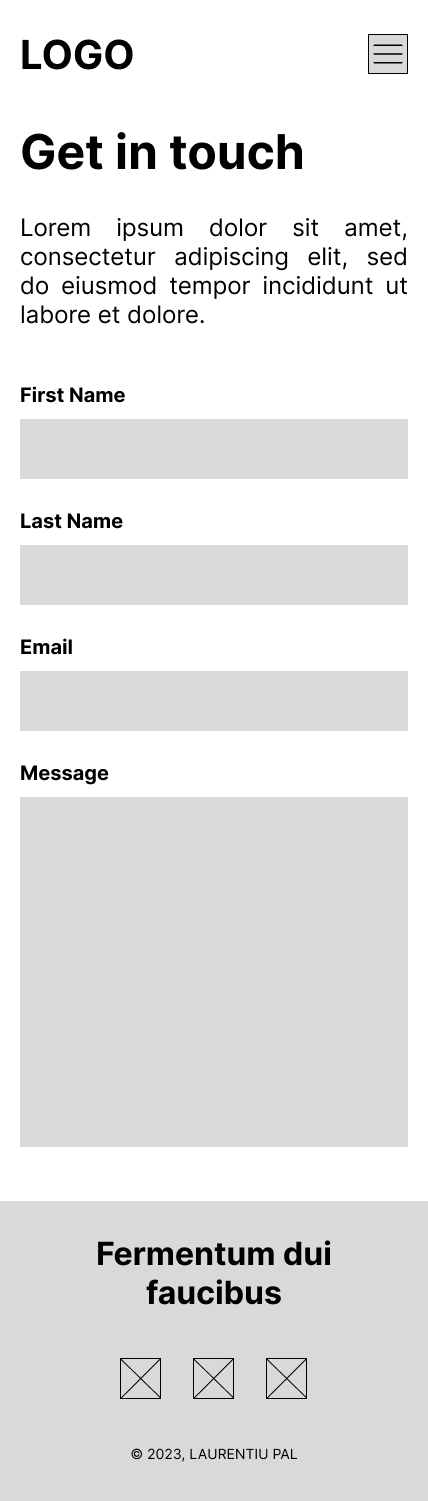 LOGO
Get in touch
Lorem ipsum dolor sit amet,
consectetur adipiscing elit, sed
do eiusmod tempor incididunt ut
labore et dolore.
First Name
Last Name
Email
Message
Fermentum dui
faucibus
© 2023, LAURENTIU PAL